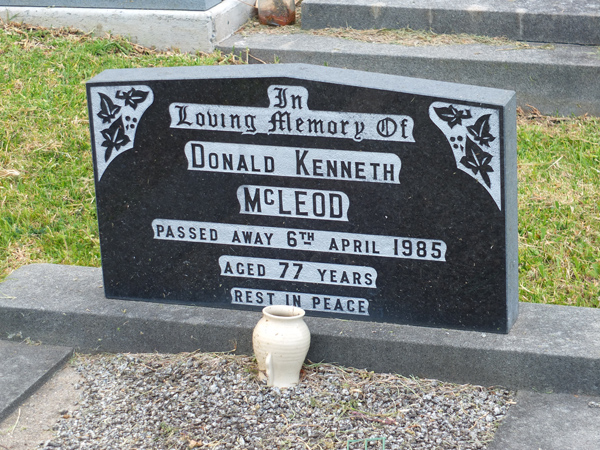 In
Loving Memory Of
DONALD KENNETH
McLEOD
PASSED AWAY 6TH APRIL 1985
AGED 77 YEARS
REST IN PEACE